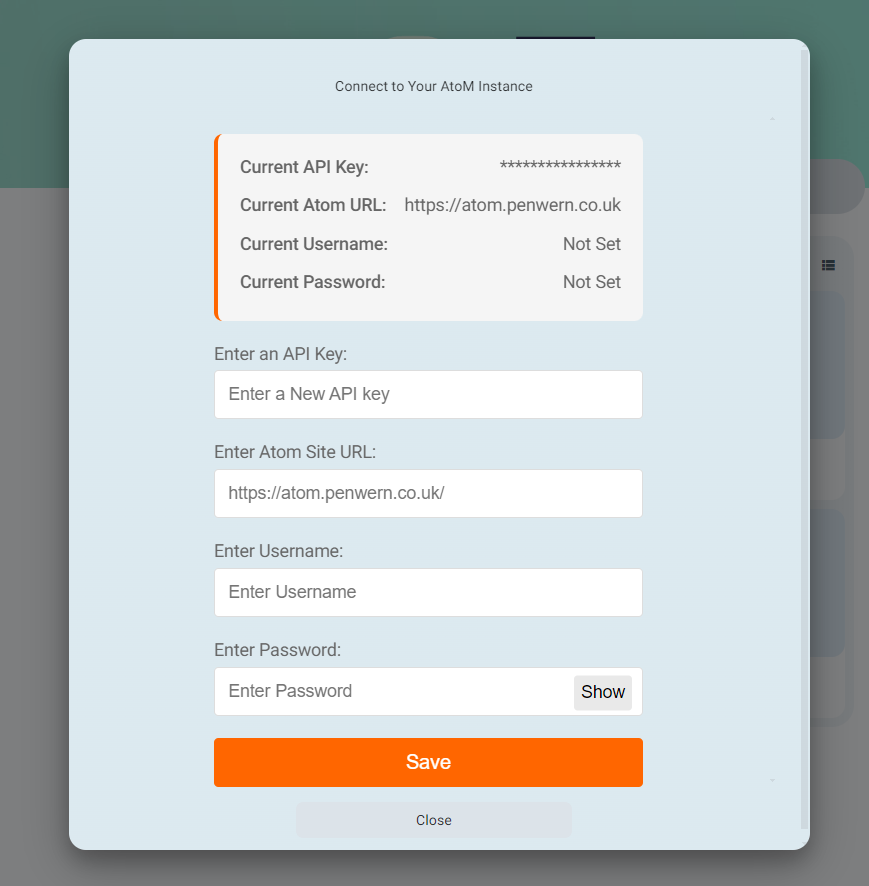 Connect to Your AtoM Instance
Current API Key: ****************
Current Atom URL: https://atom.penwern.co.uk
Current Username: Not Set
Current Password: Not Set
Enter an API Key:
Enter a New API key
Enter Atom Site URL:
https://atom.penwern.co.uk/
Enter Username:
Enter Username
Enter Password:
Enter Password Show
Save
Close